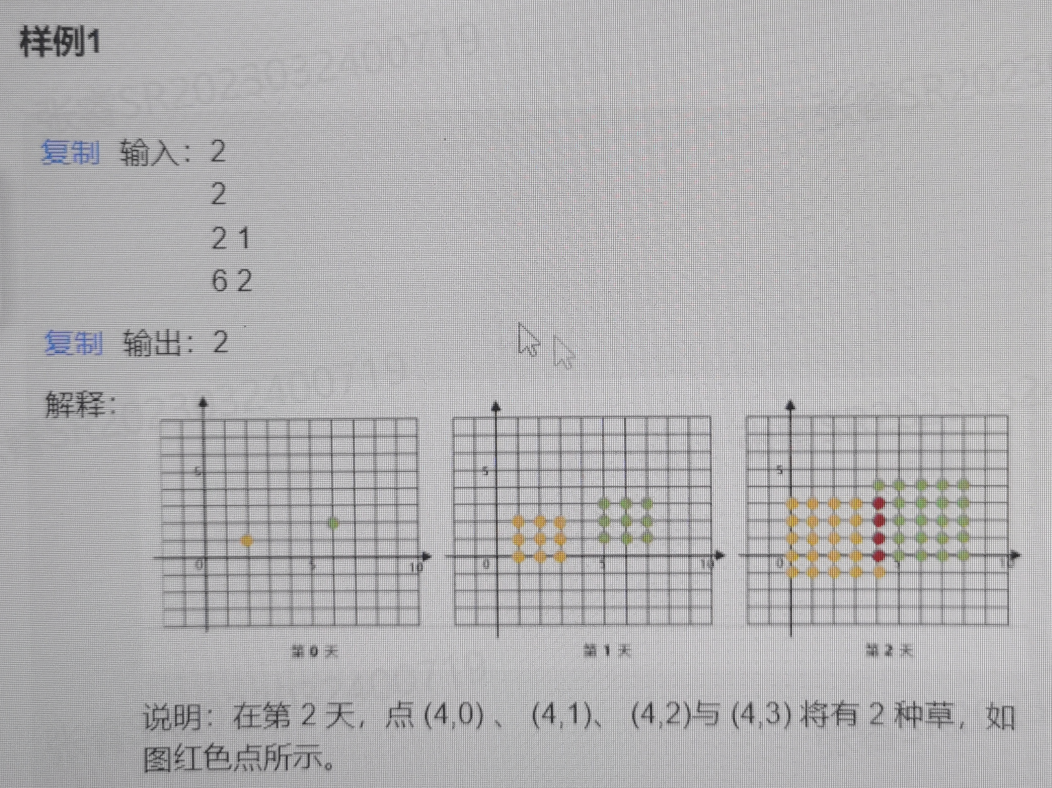 样例1
复制 输入：2
2
2 1
6 2
复制 输出：2
解释：
5
0 5 10
第 0 天
5
0 5 10
第 1 天
5
0 5 10
第 2 天
说明：在第 2 天，点 (4,0) 、 (4,1)、 (4,2)与 (4,3) 将有 2 种草，如
图红色点所示。